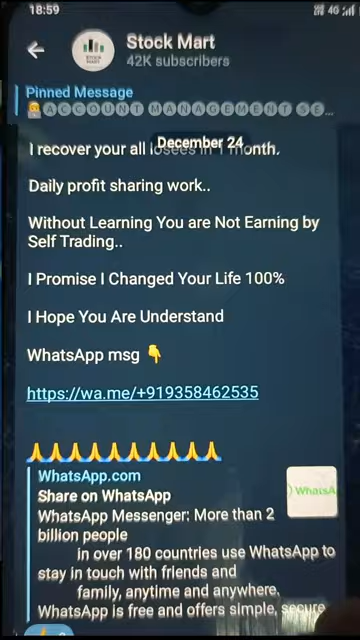 18:59
4G
Stock Mart
42K subscribers
Pinned Message
ACCOUNT MANAGEMENT SE...
December 24
I recover your all losees in 1 month.
Daily profit sharing work..
Without Learning You are Not Earning by
Self Trading..
I Promise I Changed Your Life 100%
I Hope You Are Understand
WhatsApp msg 👇
https://wa.me/+919358462535
🙏🙏🙏🙏🙏🙏🙏🙏🙏🙏
WhatsApp.com
Share on WhatsApp
WhatsApp Messenger: More than 2
billion people
in over 180 countries use WhatsApp to
stay in touch with friends and
family, anytime and anywhere.
WhatsApp is free and offers simple, secure,
WhatsA